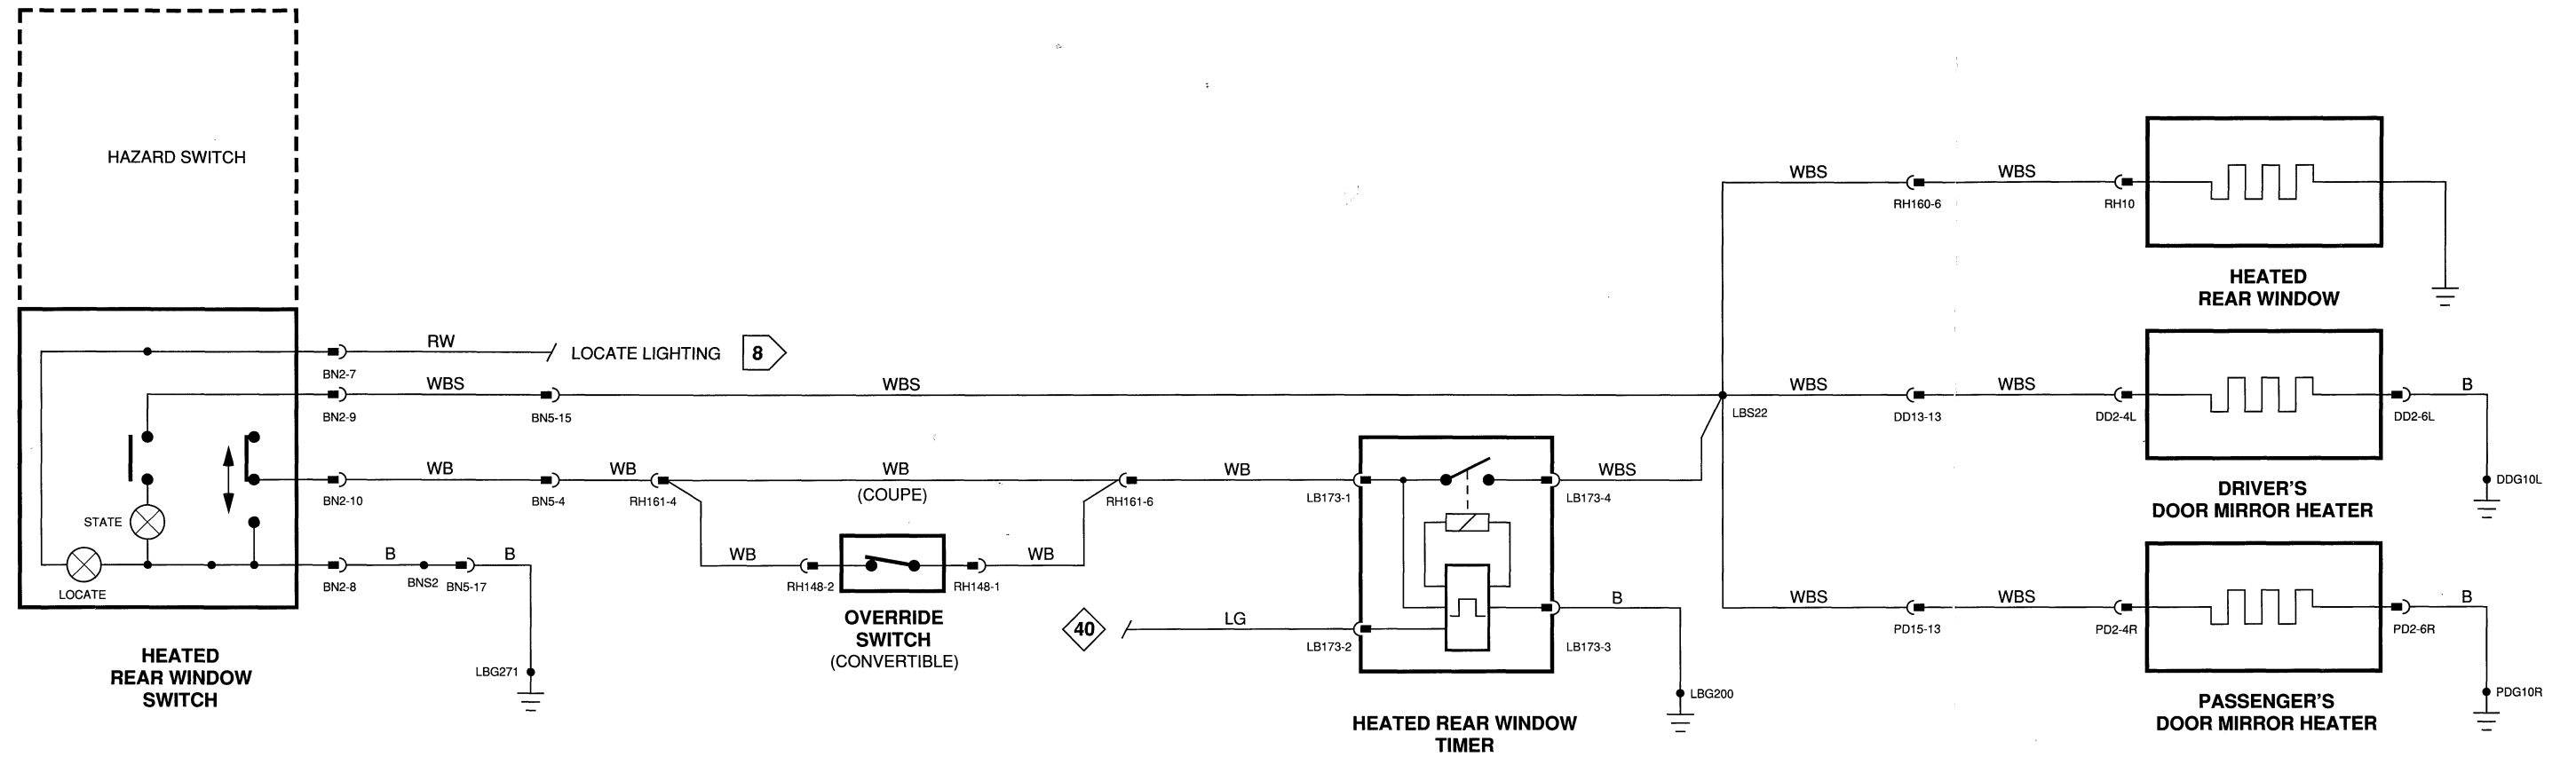 HAZARD SWITCH
WBS
RH160-6
WBS
RH10
HEATED
REAR WINDOW
RW
BN2-7
LOCATE LIGHTING
8
WBS
BN2-9
BN5-15
WBS
LBS22
WBS
DD13-13
WBS
DD2-4L
DD2-6L
B
DDG10L
DRIVER'S
DOOR MIRROR HEATER
WB
BN2-10
BN5-4
WB
RH161-4
WB
(COUPE)
RH161-6
WB
LB173-1
LB173-4
WBS
STATE
LOCATE
B
BN2-8
BNS2
BN5-17
B
LBG271
HEATED
REAR WINDOW
SWITCH
WB
RH148-2
RH148-1
WB
OVERRIDE
SWITCH
(CONVERTIBLE)
40
LG
LB173-2
LB173-3
B
LBG200
HEATED REAR WINDOW
TIMER
WBS
PD15-13
WBS
PD2-4R
PD2-6R
B
PDG10R
PASSENGER'S
DOOR MIRROR HEATER